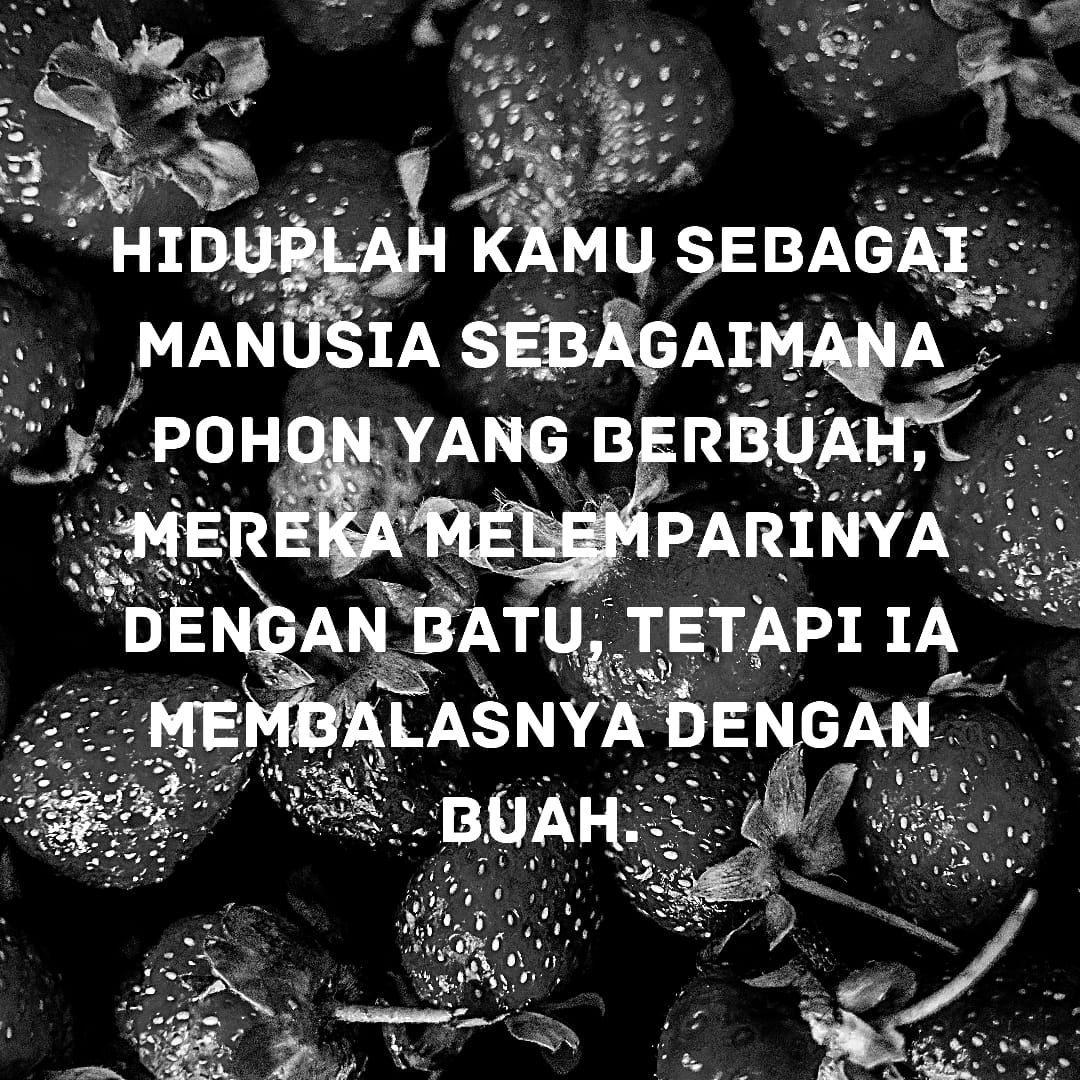 HIDUPLAH KAMU SEBAGAI
MANUSIA SEBAGAIMANA
POHON YANG BERBUAH,
MEREKA MELEMPARINYA
DENGAN BATU, TETAPI IA
MEMBALASNYA DENGAN
BUAH.